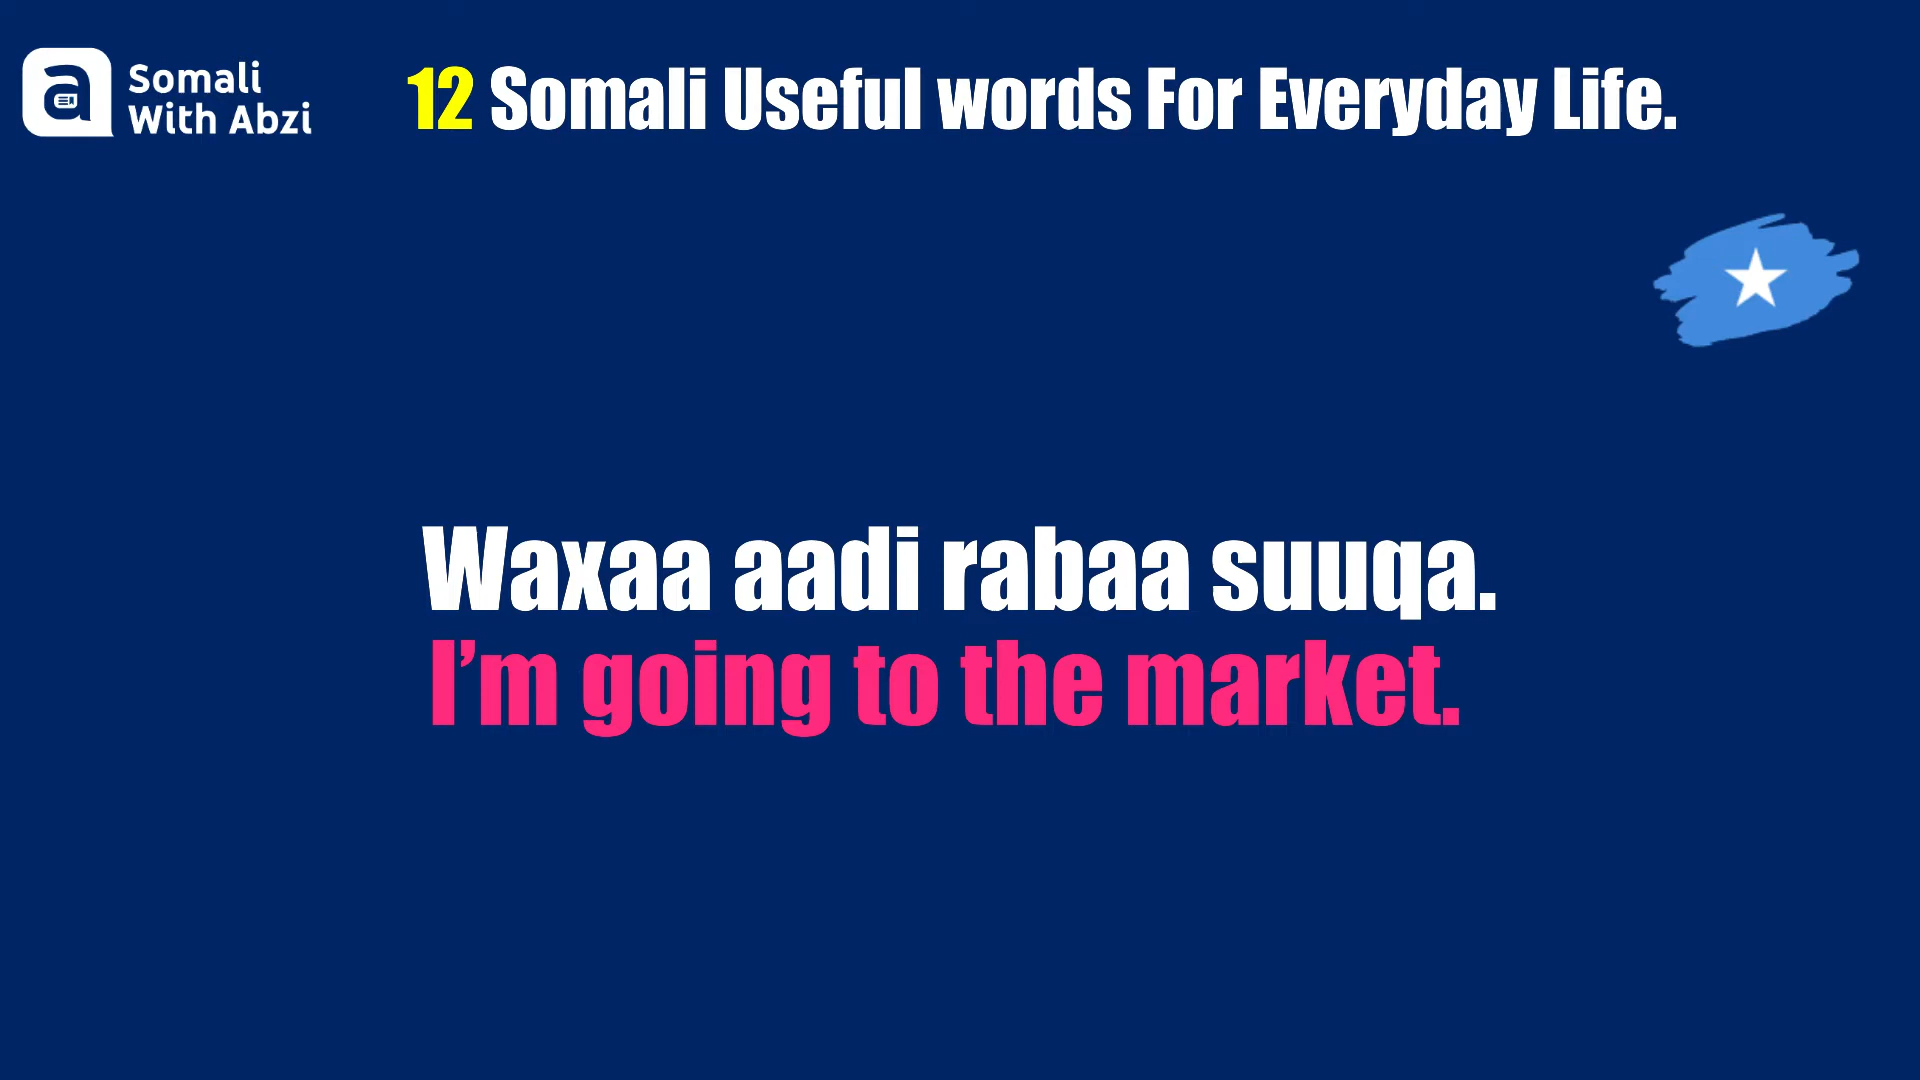 Somali
With Abzi
12 Somali Useful words For Everyday Life.
Waxaa aadi rabaa suuqa.
I’m going to the market.